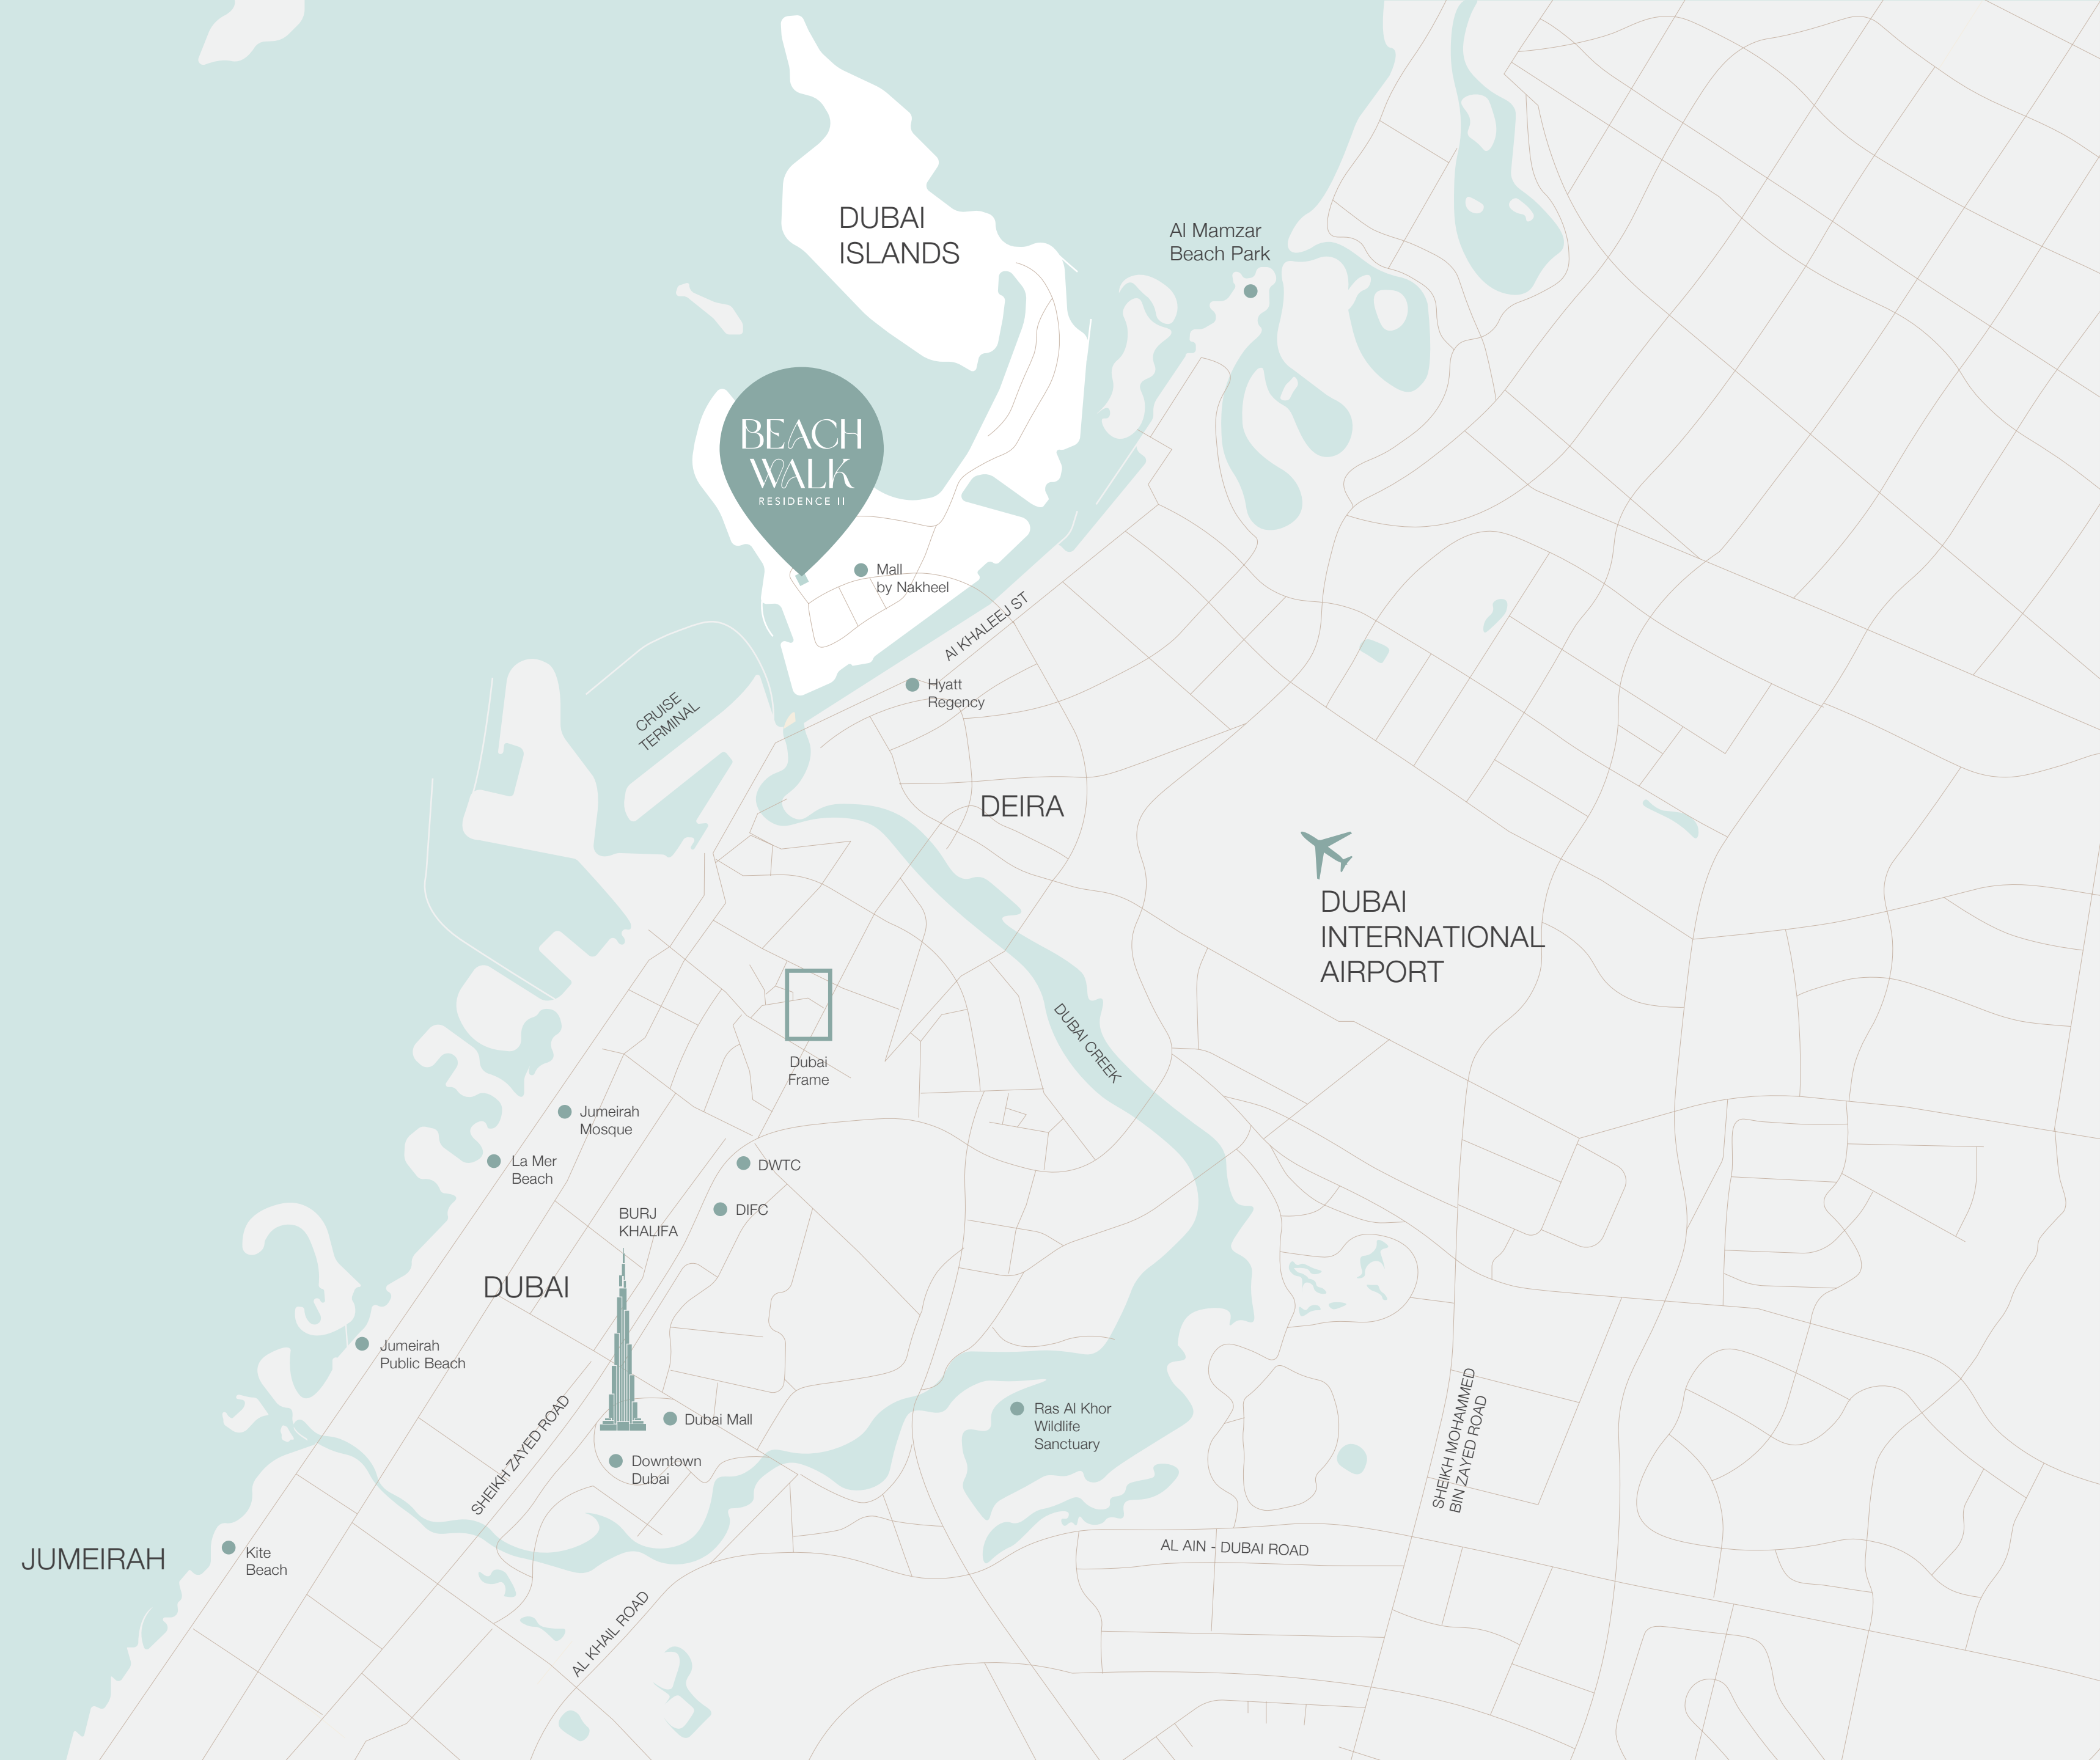 DUBAI
ISLANDS
Al Mamzar
Beach Park
BEACH
WALK
RESIDENCE II
Mall
by Nakheel
Al KHALEEJ ST
Hyatt
Regency
CRUISE
TERMINAL
DEIRA
DUBAI
INTERNATIONAL
AIRPORT
DUBAI CREEK
Dubai
Frame
Jumeirah
Mosque
La Mer
Beach
DWTC
DIFC
BURJ
KHALIFA
DUBAI
Jumeirah
Public Beach
SHEIKH ZAYED ROAD
Dubai Mall
Downtown
Dubai
Ras Al Khor
Wildlife
Sanctuary
SHEIKH MOHAMMED
BIN ZAYED ROAD
AL AIN - DUBAI ROAD
JUMEIRAH
Kite
Beach
AL KHAIL ROAD